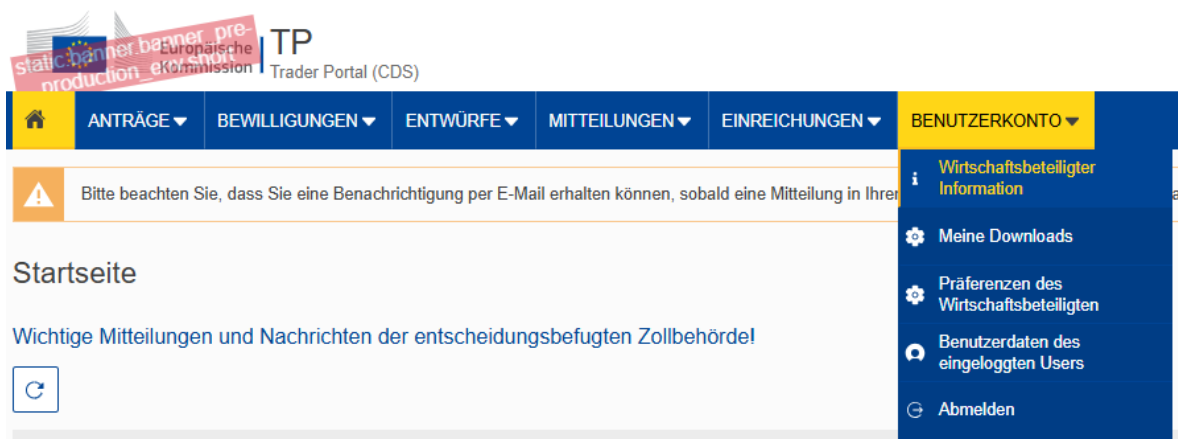 Europäische
Kommission
TP
Trader Portal (CDS)
static.banner.banner_pre-
production_env.short
ANTRÄGE
BEWILLIGUNGEN
ENTWÜRFE
MITTEILUNGEN
EINREICHUNGEN
BENUTZERKONTO
Bitte beachten Sie, dass Sie eine Benachrichtigung per E-Mail erhalten können, sobald eine Mitteilung in Ihre
Wirtschaftsbeteiligter
Information
Meine Downloads
Präferenzen des
Wirtschaftsbeteiligten
Benutzerdaten des
eingeloggten Users
Abmelden
Startseite
Wichtige Mitteilungen und Nachrichten der entscheidungsbefugten Zollbehörde!